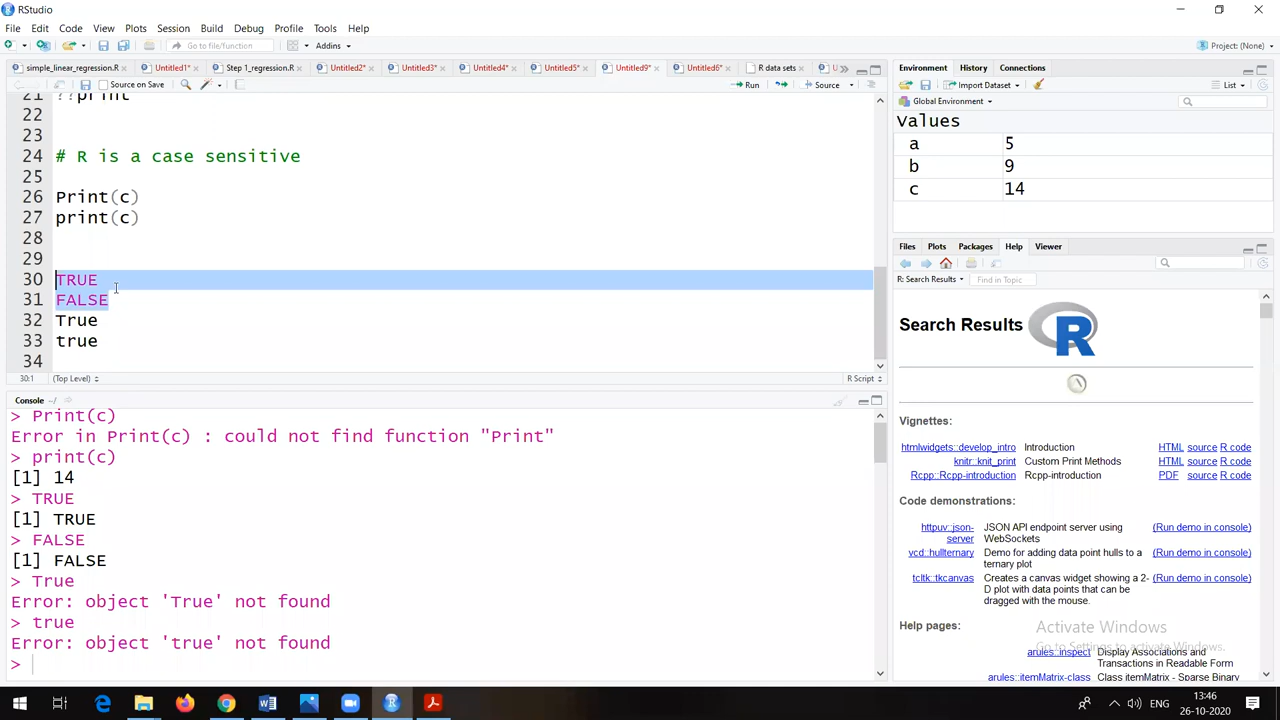 RStudio
File Edit Code View Plots Session Build Debug Profile Tools Help
Go to file/function Addins Project: (None)
simple_linear_regression.R Untitled1* Step 1_regression.R Untitled2* Untitled3* Untitled4* Untitled5* Untitled9* Untitled6* R data sets
Source on Save Run Source
21 ??print
22
23
24 # R is a case sensitive
25
26 Print(c)
27 print(c)
28
29
30 TRUE
31 FALSE
32 True
33 true
34
30:1 (Top Level) R Script
Console ~/
> Print(c)
Error in Print(c) : could not find function "Print"
> print(c)
[1] 14
> TRUE
[1] TRUE
> FALSE
[1] FALSE
> True
Error: object 'True' not found
> true
Error: object 'true' not found
>
Environment History Connections
Import Dataset List
Global Environment
Values
a 5
b 9
c 14
Files Plots Packages Help Viewer
R: Search Results Find in Topic
Search Results R
Vignettes:
htmlwidgets::develop_intro Introduction HTML source R code
knitr::knit_print Custom Print Methods HTML source R code
Rcpp::Rcpp-introduction Rcpp-introduction PDF source R code
Code demonstrations:
httpuv::json-server JSON API endpoint server using WebSockets (Run demo in console)
vcd::hullternary Demo for adding data point hulls to a ternary plot (Run demo in console)
tcltk::tkcanvas Creates a canvas widget showing a 2-D plot with data points that can be dragged with the mouse. (Run demo in console)
Help pages:
arules::inspect Display Associations and Transactions in Readable Form
arules::itemMatrix-class Class itemMatrix - Sparse Binary
Activate Windows
Go to Settings to activate Windows.
ENG 13:46
26-10-2020